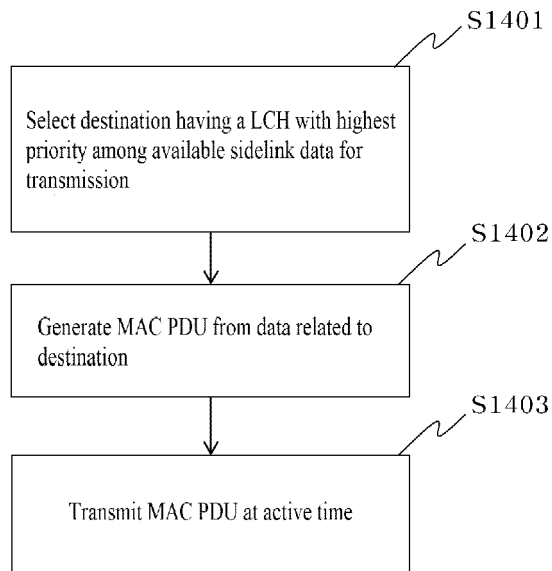 S1401
Select destination having a LCH with highest
priority among available sidelink data for
transmission
S1402
Generate MAC PDU from data related to
destination
S1403
Transmit MAC PDU at active time